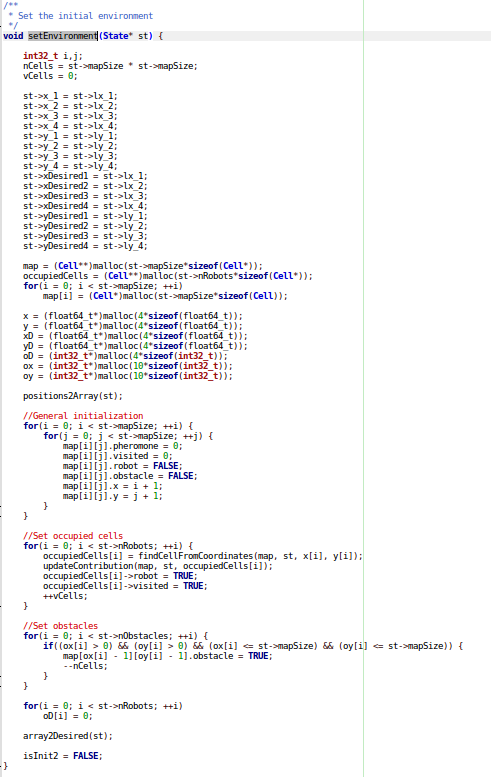 /**
 * Set the initial environment
 */
void setEnvironment(State* st) {

    int32_t i,j;
    nCells = st->mapSize * st->mapSize;
    vCells = 0;

    st->x_1 = st->lx_1;
    st->x_2 = st->lx_2;
    st->x_3 = st->lx_3;
    st->x_4 = st->lx_4;
    st->y_1 = st->ly_1;
    st->y_2 = st->ly_2;
    st->y_3 = st->ly_3;
    st->y_4 = st->ly_4;
    st->xDesired1 = st->lx_1;
    st->xDesired2 = st->lx_2;
    st->xDesired3 = st->lx_3;
    st->xDesired4 = st->lx_4;
    st->yDesired1 = st->ly_1;
    st->yDesired2 = st->ly_2;
    st->yDesired3 = st->ly_3;
    st->yDesired4 = st->ly_4;

    map = (Cell**)malloc(st->mapSize*sizeof(Cell*));
    occupiedCells = (Cell**)malloc(st->nRobots*sizeof(Cell*));
    for(i = 0; i < st->mapSize; ++i)
        map[i] = (Cell*)malloc(st->mapSize*sizeof(Cell));

    x = (float64_t*)malloc(4*sizeof(float64_t));
    y = (float64_t*)malloc(4*sizeof(float64_t));
    xD = (float64_t*)malloc(4*sizeof(float64_t));
    yD = (float64_t*)malloc(4*sizeof(float64_t));
    oD = (int32_t*)malloc(4*sizeof(int32_t));
    ox = (int32_t*)malloc(10*sizeof(int32_t));
    oy = (int32_t*)malloc(10*sizeof(int32_t));

    positions2Array(st);

    //General initialization
    for(i = 0; i < st->mapSize; ++i) {
        for(j = 0; j < st->mapSize; ++j) {
            map[i][j].pheromone = 0;
            map[i][j].visited = 0;
            map[i][j].robot = FALSE;
            map[i][j].obstacle = FALSE;
            map[i][j].x = i + 1;
            map[i][j].y = j + 1;
        }
    }

    //Set occupied cells
    for(i = 0; i < st->nRobots; ++i) {
        occupiedCells[i] = findCellFromCoordinates(map, st, x[i], y[i]);
        updateContribution(map, st, occupiedCells[i]);
        occupiedCells[i]->robot = TRUE;
        occupiedCells[i]->visited = TRUE;
        ++vCells;
    }

    //Set obstacles
    for(i = 0; i < st->nObstacles; ++i) {
        if((ox[i] > 0) && (oy[i] > 0) && (ox[i] <= st->mapSize) && (oy[i] <= st->mapSize)) {
            map[ox[i] - 1][oy[i] - 1].obstacle = TRUE;
            --nCells;
        }
    }

    for(i = 0; i < st->nRobots; ++i)
        oD[i] = 0;

    array2Desired(st);

    isInit2 = FALSE;
}